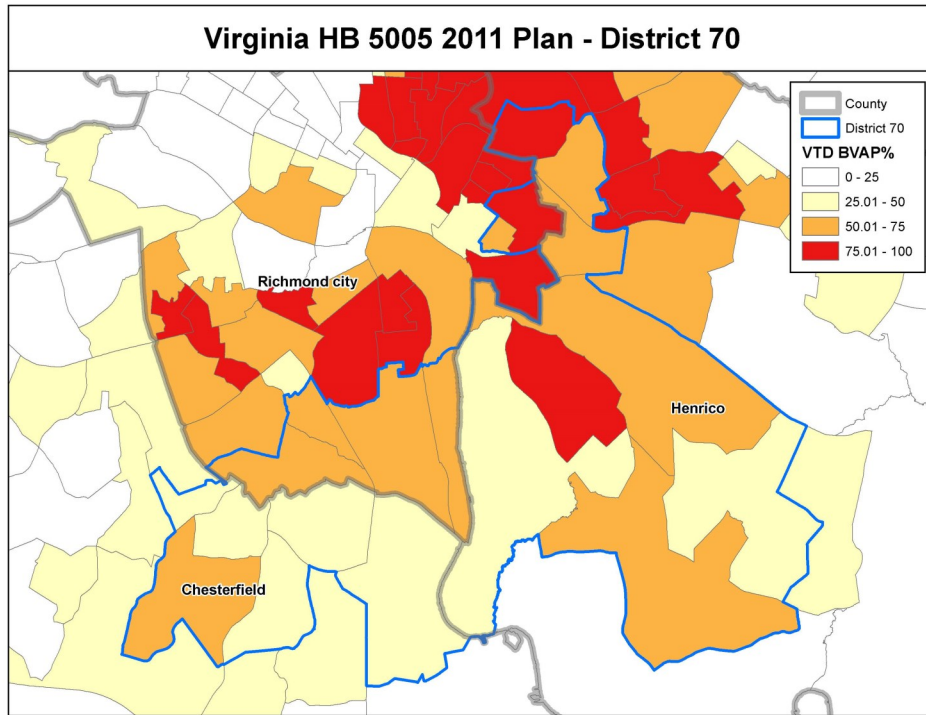 Virginia HB 5005 2011 Plan - District 70
County
District 70
VTD BVAP%
0 - 25
25.01 - 50
50.01 - 75
75.01 - 100
Richmond city
Henrico
Chesterfield